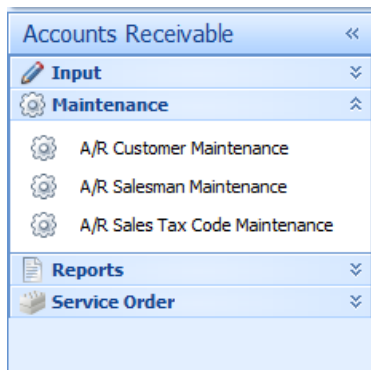 Accounts Receivable
Input
Maintenance
A/R Customer Maintenance
A/R Salesman Maintenance
A/R Sales Tax Code Maintenance
Reports
Service Order